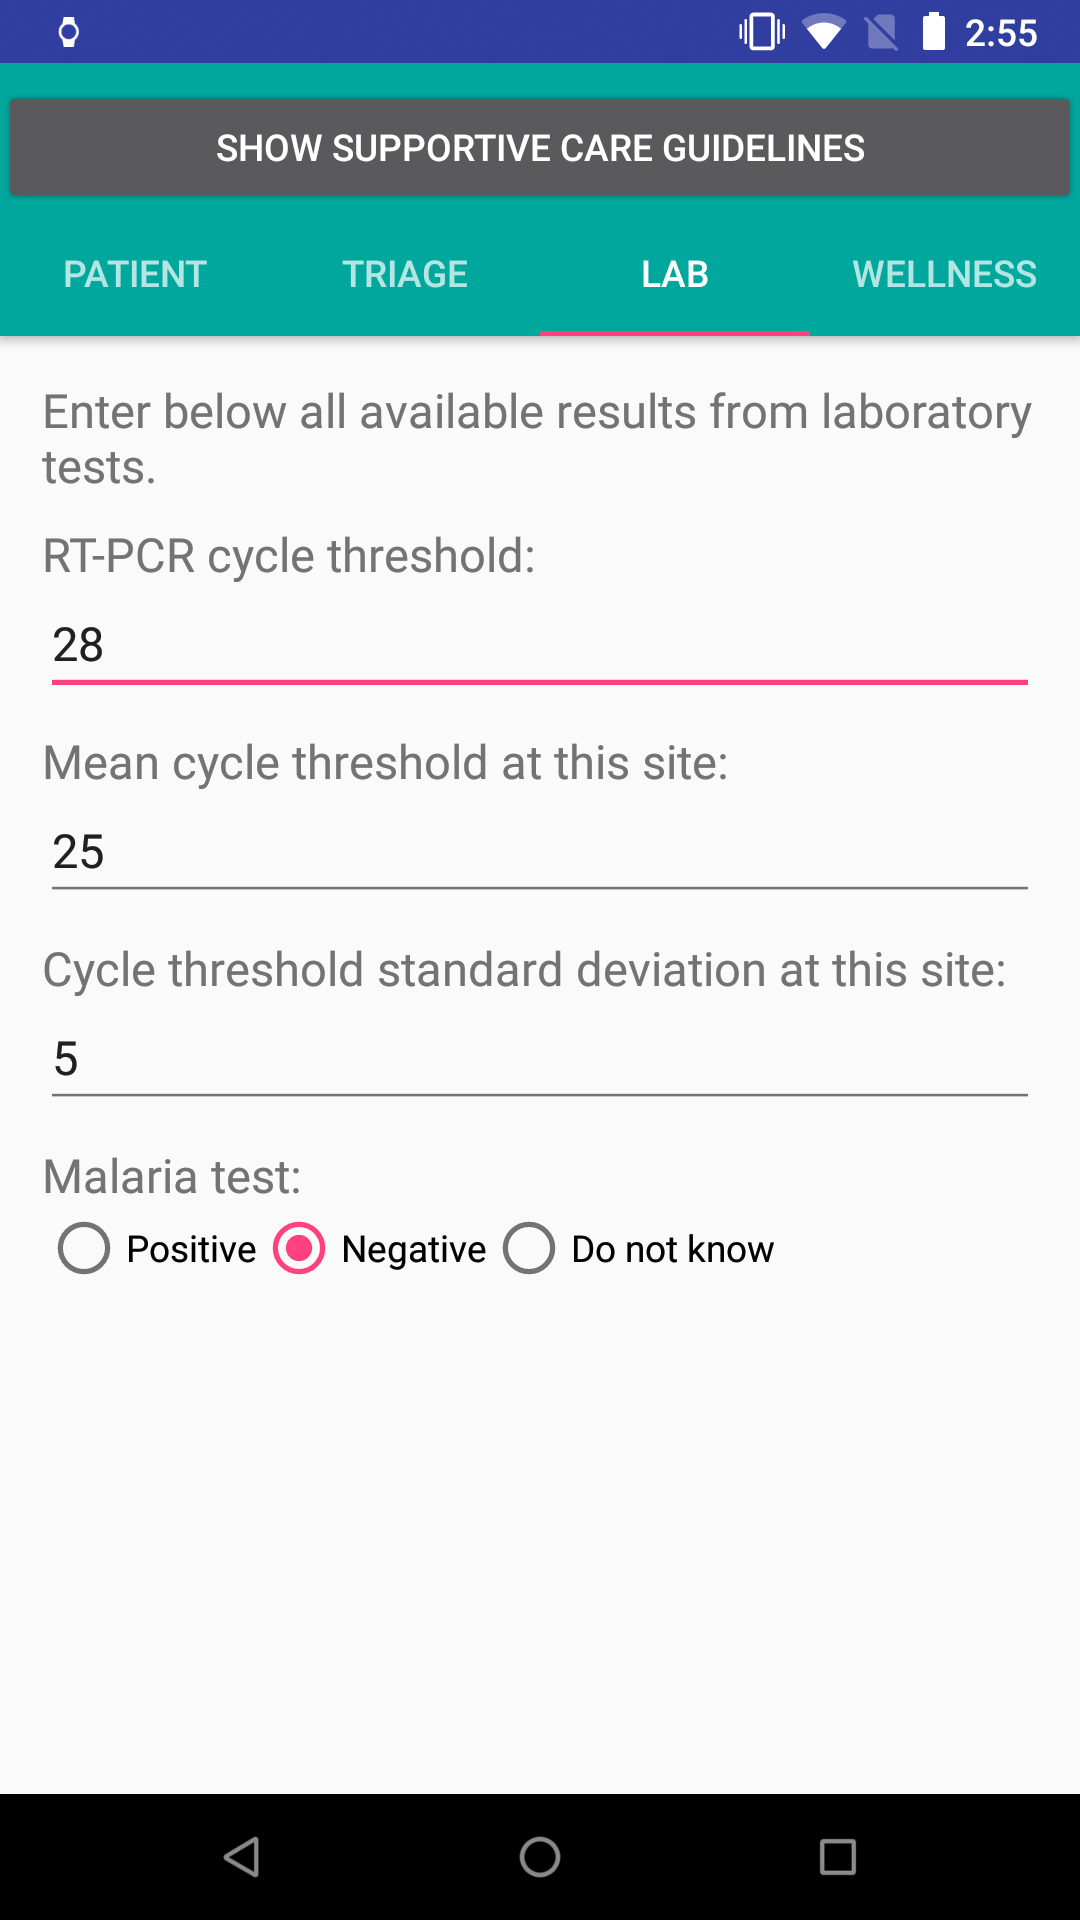 2:55
SHOW SUPPORTIVE CARE GUIDELINES
PATIENT TRIAGE LAB WELLNESS
Enter below all available results from laboratory
tests.
RT-PCR cycle threshold:
28
Mean cycle threshold at this site:
25
Cycle threshold standard deviation at this site:
5
Malaria test:
Positive Negative Do not know